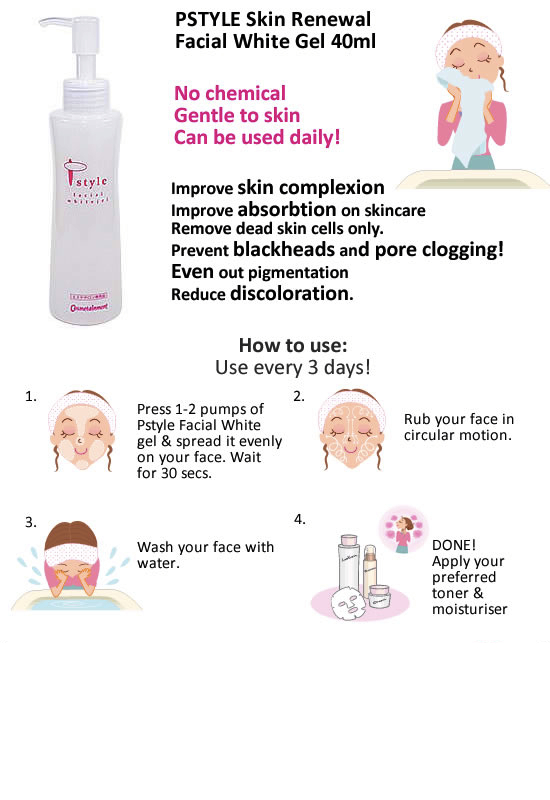 PSTYLE Skin Renewal
Facial White Gel 40ml
No chemical
Gentle to skin
Can be used daily!
Pstyle
facial
whitegel
Improve skin complexion
Improve absorbtion on skincare
Remove dead skin cells only.
Prevent blackheads and pore clogging!
Even out pigmentation
Reduce discoloration.
Cosmetainment
How to use:
Use every 3 days!
1.
Press 1-2 pumps of
Pstyle Facial White
gel & spread it evenly
on your face. Wait
for 30 secs.
2.
Rub your face in
circular motion.
3.
Wash your face with
water.
4.
DONE!
Apply your
preferred
toner &
moisturiser